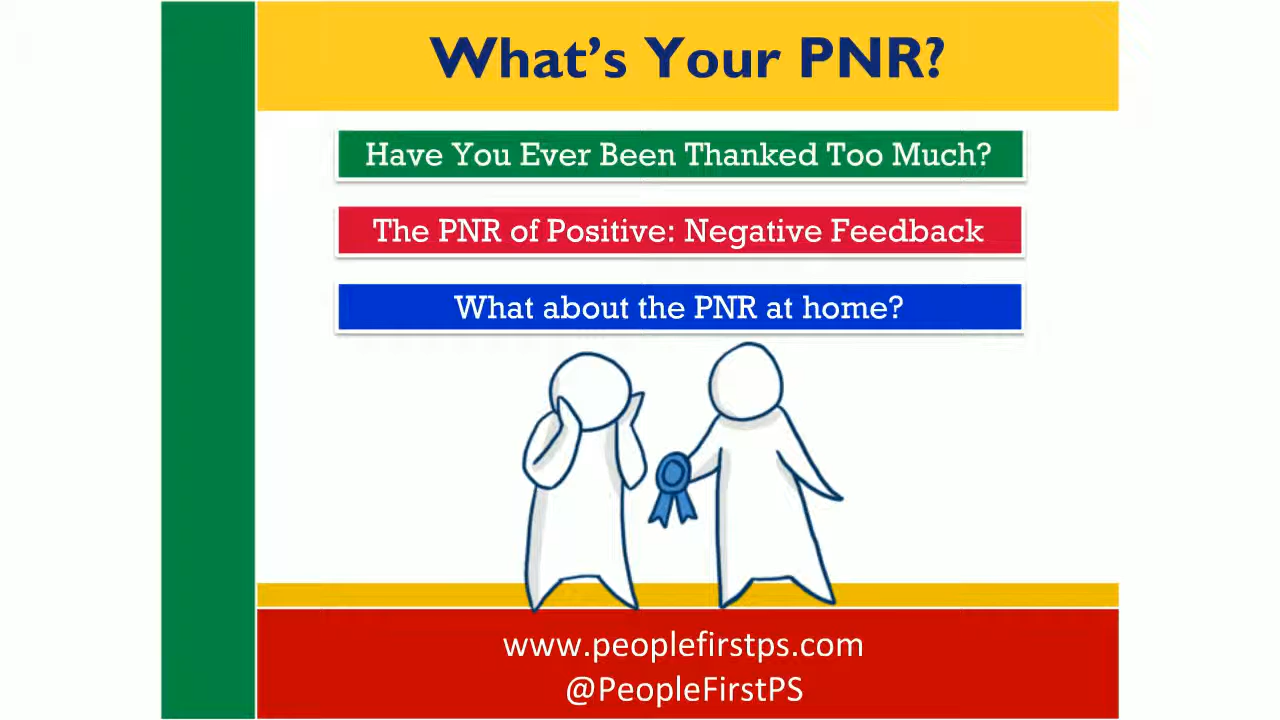 What's Your PNR?
Have You Ever Been Thanked Too Much?
The PNR of Positive: Negative Feedback
What about the PNR at home?
www.peoplefirstps.com
@PeopleFirstPS